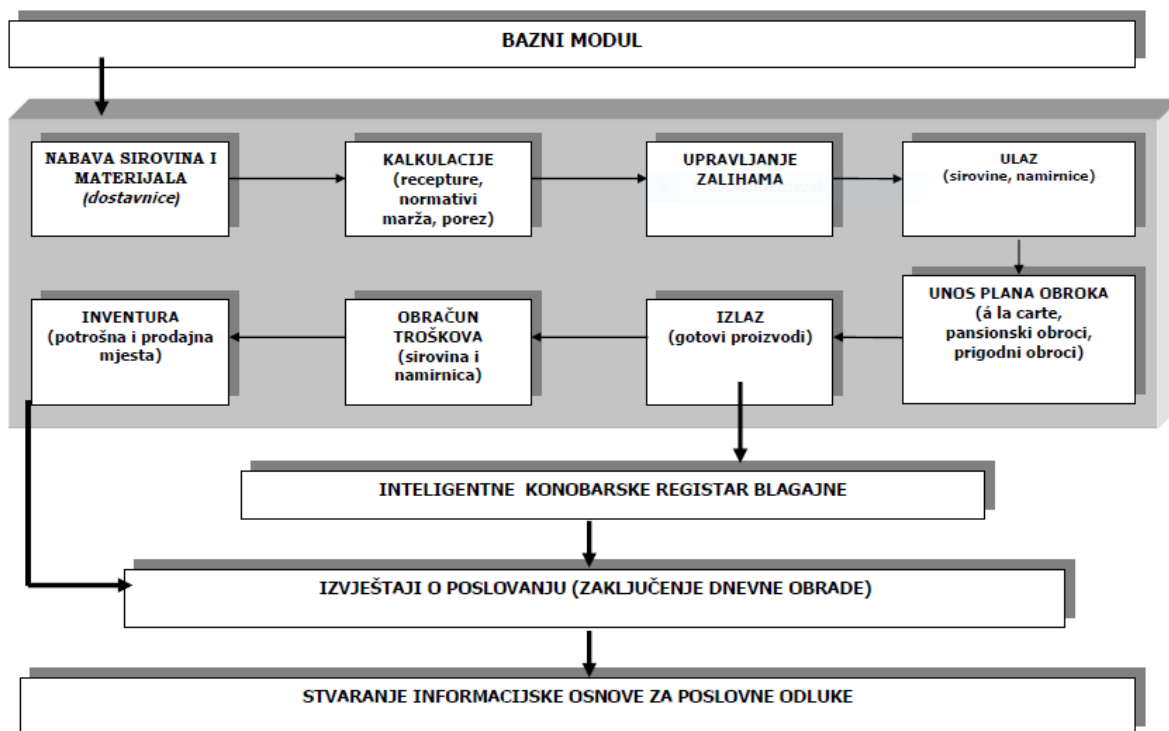 BAZNI MODUL
NABAVA SIROVINA I
MATERIJALA
(dostavnice)
KALKULACIJE
(recepture,
normativi
marža, porez)
UPRAVLJANJE
ZALIHAMA
ULAZ
(sirovine, namirnice)
INVENTURA
(potrošna i prodajna
mjesta)
OBRAČUN
TROŠKOVA
(sirovina i
namirnica)
IZLAZ
(gotovi proizvodi)
UNOS PLANA OBROKA
(á la carte,
pansionski obroci,
prigodni obroci)
INTELIGENTNE KONOBARSKE REGISTAR BLAGAJNE
IZVJEŠTAJI O POSLOVANJU (ZAKLJUČENJE DNEVNE OBRADE)
STVARANJE INFORMACIJSKE OSNOVE ZA POSLOVNE ODLUKE